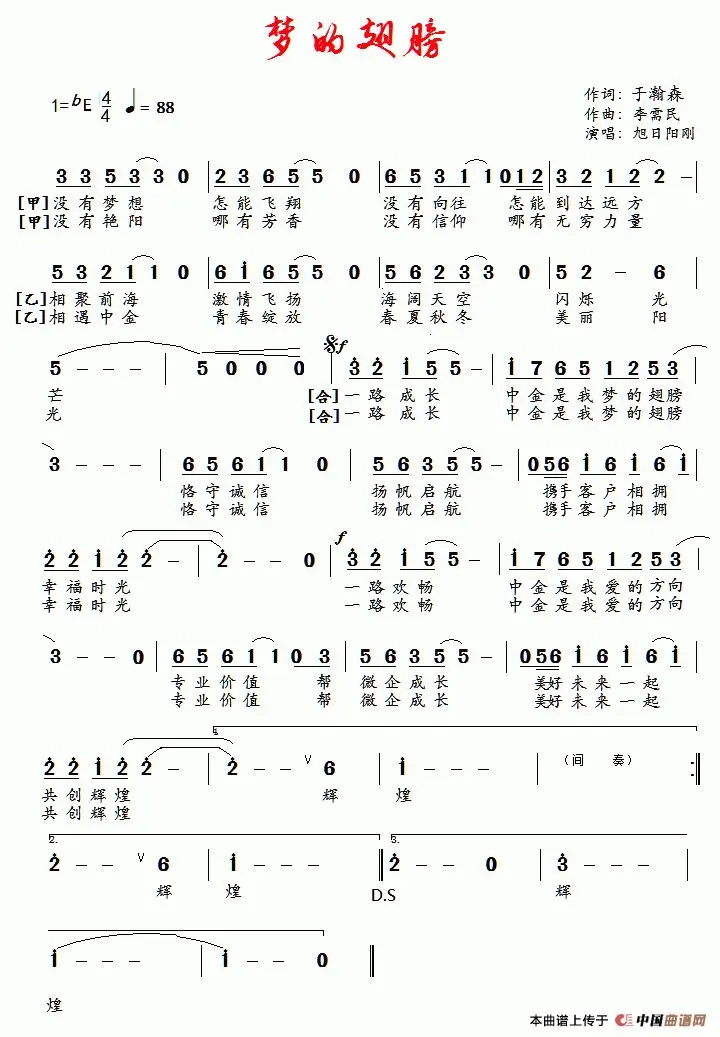 梦的翅膀
1=bE 4/4 ♩= 88
作词：于瀚森
作曲：李需民
演唱：旭日阳刚
3 3 5 3 3 0 | 2 3 6 5 5 0 | 6 5 3 1 1 0 1 2 | 3 2 1 2 2 –
[甲]没有梦想 怎能飞翔 没有向往 怎能到达远方
[甲]没有艳阳 哪有芳香 没有信仰 哪有无穷力量
5 3 2 1 1 0 | 6 i 6 5 5 0 | 5 6 2 3 3 0 | 5 2 – 6
[乙]相聚前海 激情飞扬 海阔天空 闪烁 光
[乙]相遇中金 青春绽放 春夏秋冬 美丽 阳
5 – – – | 5 0 0 0 | f 3 2 i 5 5 – | i 7 6 5 1 2 5 3
芒 [合]一路成长 中金是我梦的翅膀
光 [合]一路成长 中金是我梦的翅膀
3 – – – | 6 5 6 1 1 0 | 5 6 3 5 5 – | 0 5 6 i 6 i 6 i
恪守诚信 扬帆启航 携手客户相拥
恪守诚信 扬帆启航 携手客户相拥
2 2 i 2 2 – | 2 – – 0 | f 3 2 i 5 5 – | i 7 6 5 1 2 5 3
幸福时光 一路欢畅 中金是我爱的方向
幸福时光 一路欢畅 中金是我爱的方向
3 – – 0 | 6 5 6 1 1 0 3 | 5 6 3 5 5 – | 0 5 6 i 6 i 6
专业价值 帮 微企成长 美好未来一起
专业价值 帮 微企成长 美好未来一起
2 2 i 2 2 – | 1. 2 – – V 6 | i – – – | （间 奏） :||
共创辉煌 辉 煌
共创辉煌
2. 2 – – V 6 | i – – – || 3. 2 – – 0 | 3 – – –
辉 煌 D.S 辉
i – – – | i – – 0 ||
煌
本曲谱上传于 中国曲谱网